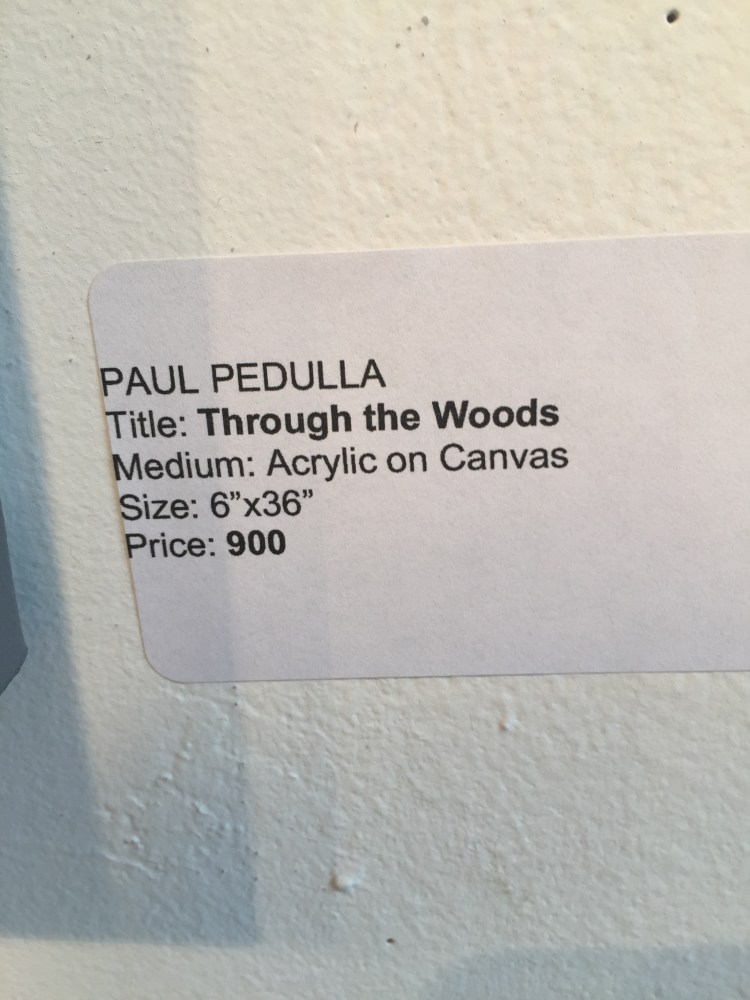 PAUL PEDULLA
Title: Through the Woods
Medium: Acrylic on Canvas
Size: 6”x36”
Price: 900